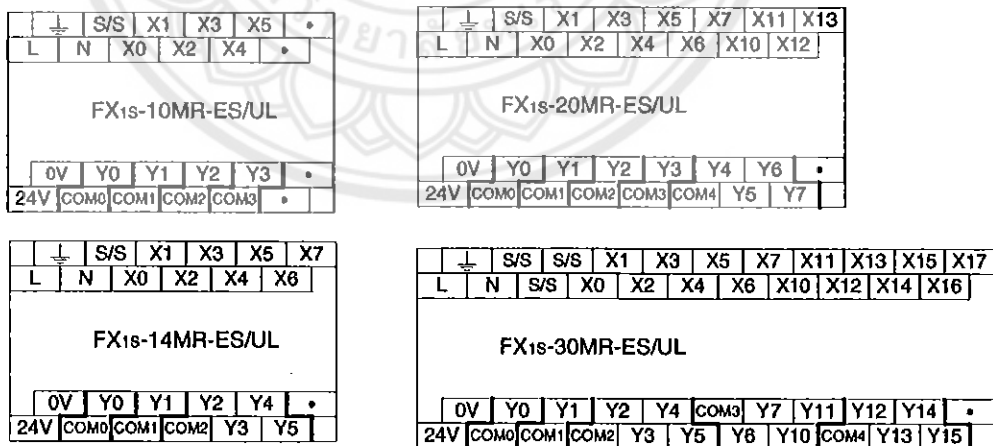 ⏚ S/S X1 X3 X5 •
L N X0 X2 X4 •
FX1S-10MR-ES/UL
0V Y0 Y1 Y2 Y3 •
24V COM0 COM1 COM2 COM3 •
⏚ S/S X1 X3 X5 X7 X11 X13
L N X0 X2 X4 X6 X10 X12
FX1S-20MR-ES/UL
0V Y0 Y1 Y2 Y3 Y4 Y6 •
24V COM0 COM1 COM2 COM3 COM4 Y5 Y7
⏚ S/S X1 X3 X5 X7
L N X0 X2 X4 X6
FX1S-14MR-ES/UL
0V Y0 Y1 Y2 Y4 •
24V COM0 COM1 COM2 Y3 Y5
⏚ S/S S/S X1 X3 X5 X7 X11 X13 X15 X17
L N S/S X0 X2 X4 X6 X10 X12 X14 X16
FX1S-30MR-ES/UL
0V Y0 Y1 Y2 Y4 COM3 Y7 Y11 Y12 Y14 •
24V COM0 COM1 COM2 Y3 Y5 Y6 Y10 COM4 Y13 Y15